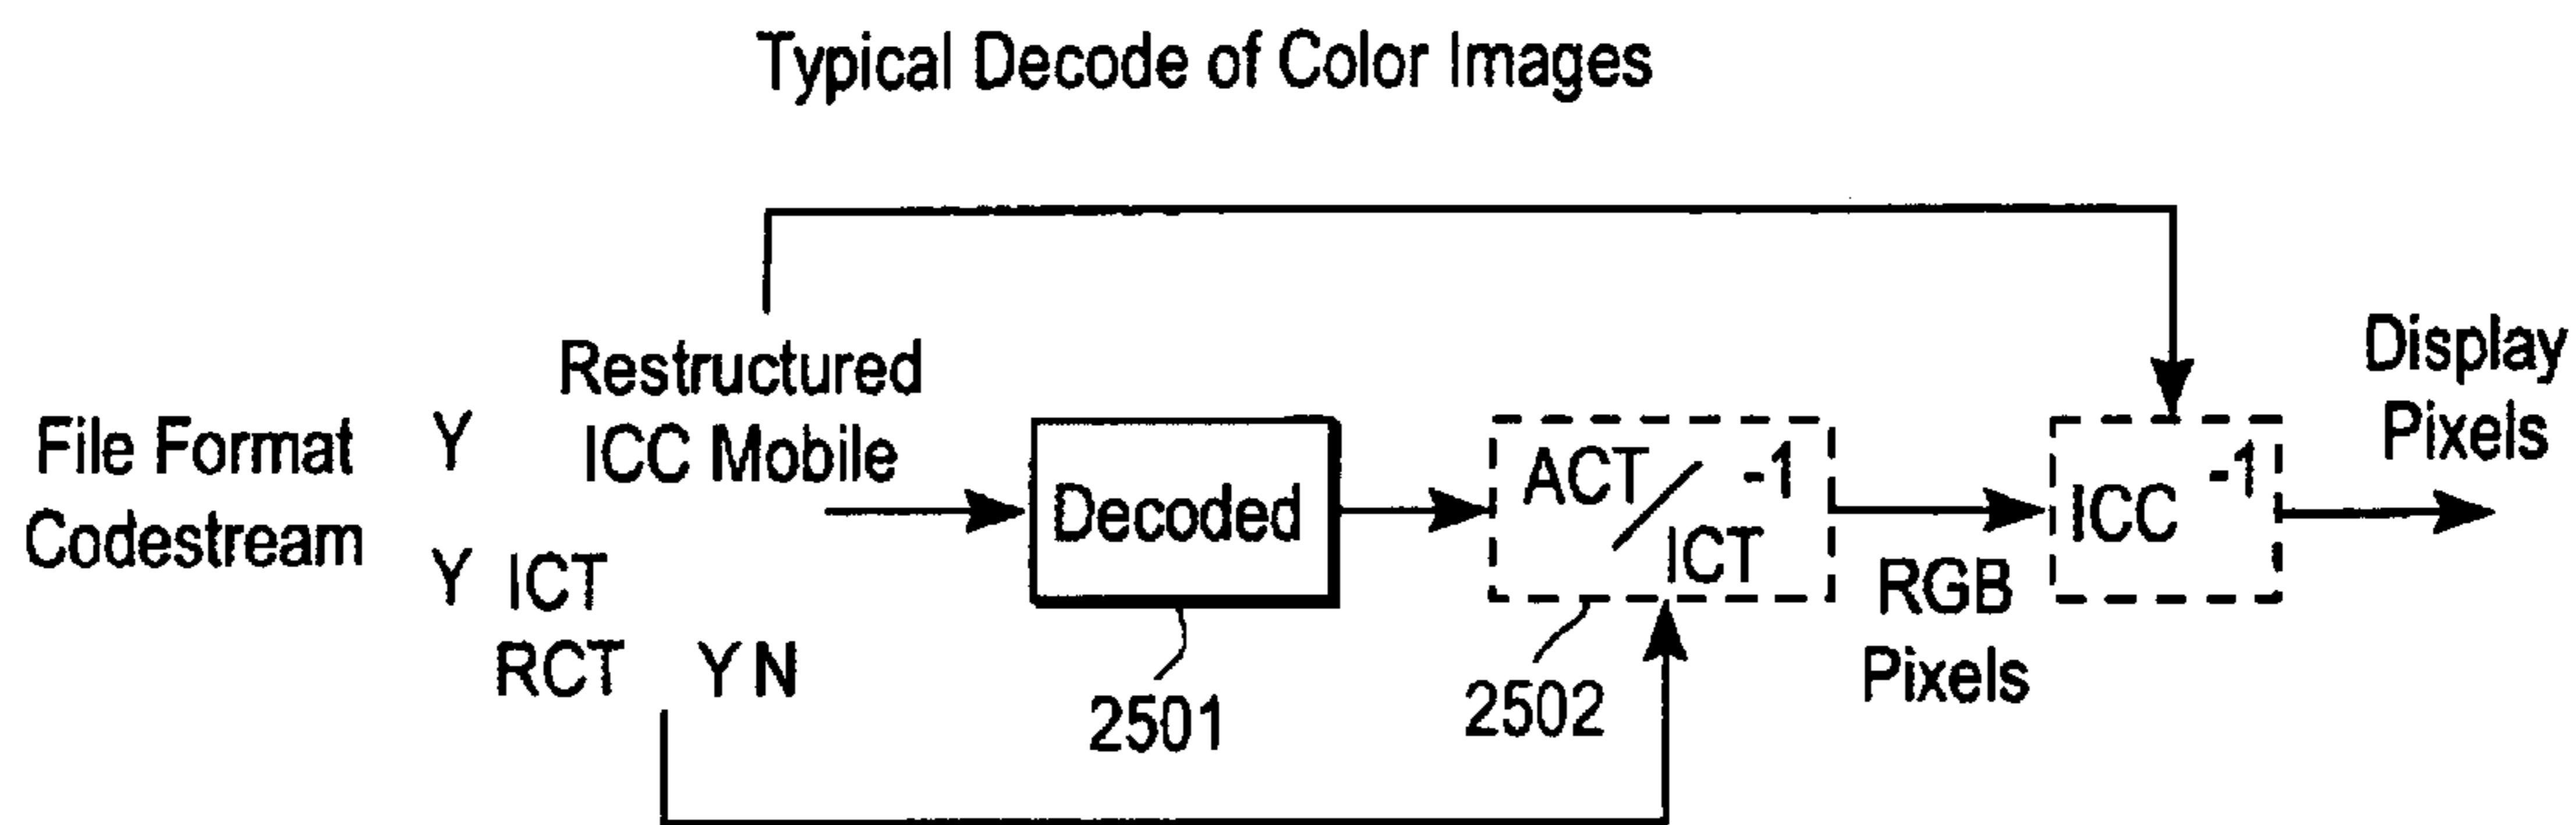 Typical Decode of Color Images
File Format
Codestream
Y
Restructured
ICC Mobile
Y ICT
RCT Y N
Decoded
2501
ACT / ICT -1
2502
RGB
Pixels
ICC -1
Display
Pixels